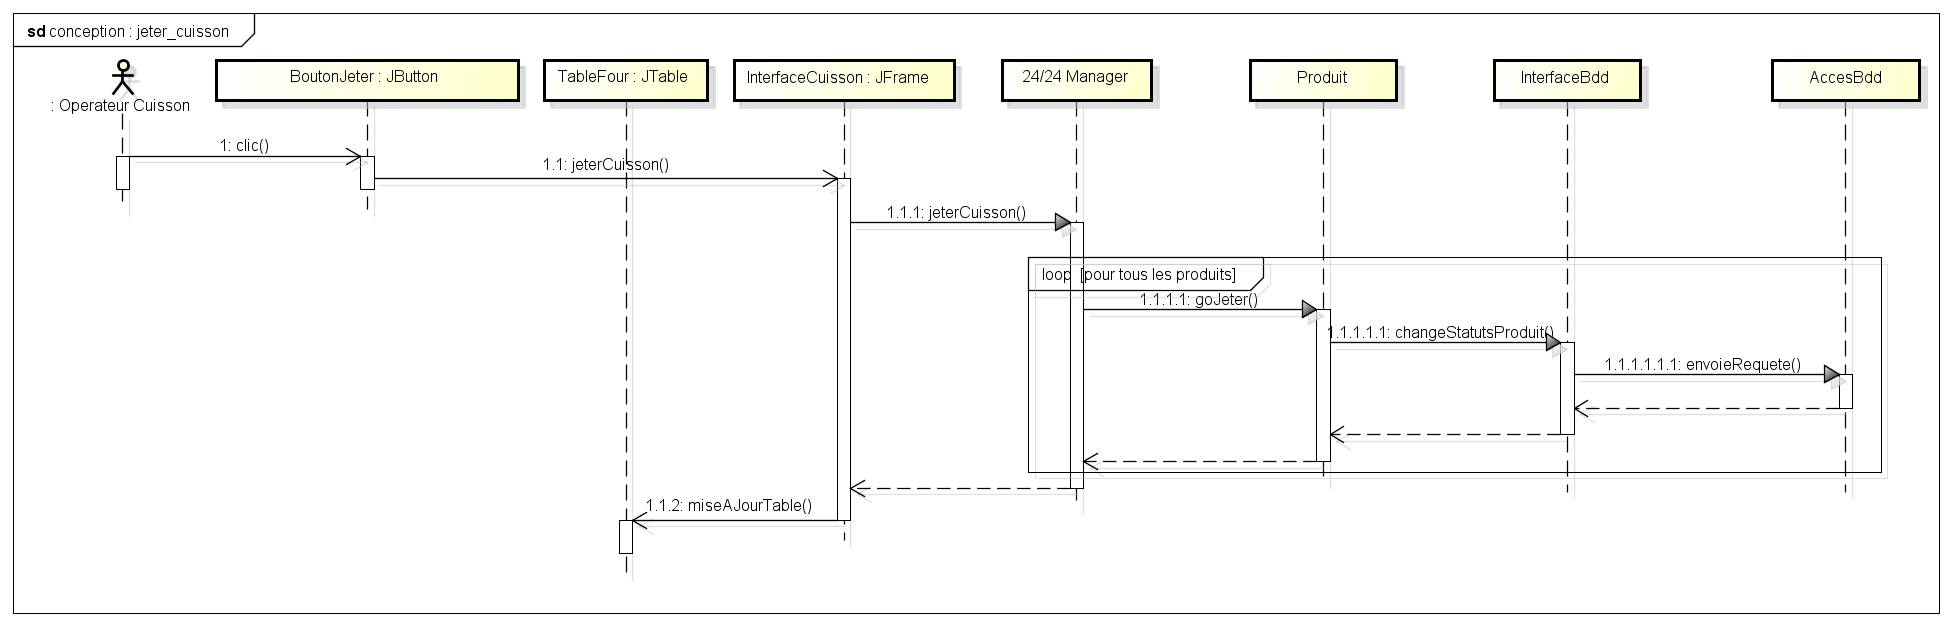 sd conception : jeter_cuisson
: Operateur Cuisson
BoutonJeter : JButton
TableFour : JTable
InterfaceCuisson : JFrame
24/24 Manager
Produit
InterfaceBdd
AccesBdd
1: clic()
1.1: jeterCuisson()
1.1.1: jeterCuisson()
loop [pour tous les produits]
1.1.1.1: goJeter()
1.1.1.1.1: changeStatutsProduit()
1.1.1.1.1.1: envoieRequete()
1.1.2: miseAJourTable()